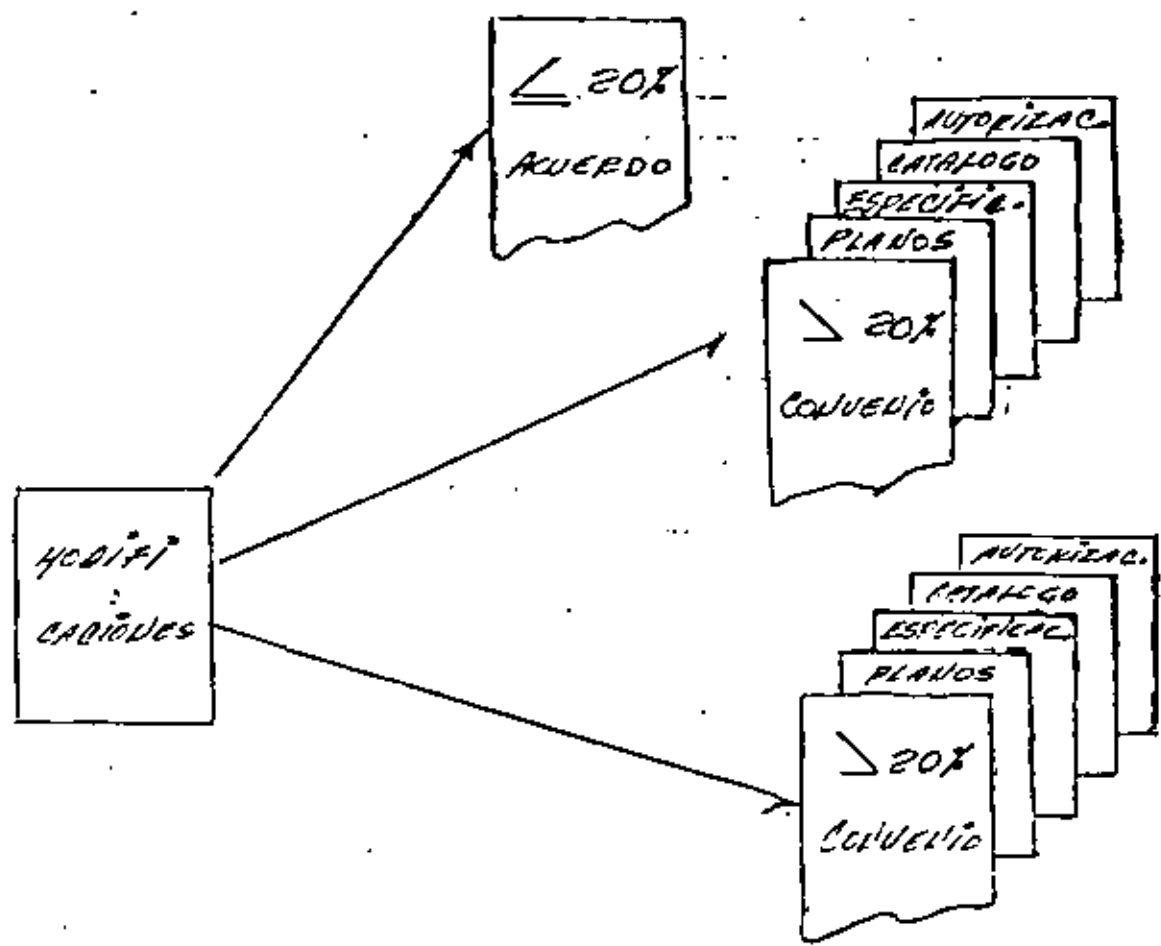 ≤ 20%
ACUERDO
AUTORIZAC.
CATALOGO
ESPECIFIC.
PLANOS
> 20%
CONVENIO
MODIFI
CACIONES
AUTORIZAC.
CATALOGO
ESPECIFICAC.
PLANOS
> 20%
CONVENIO